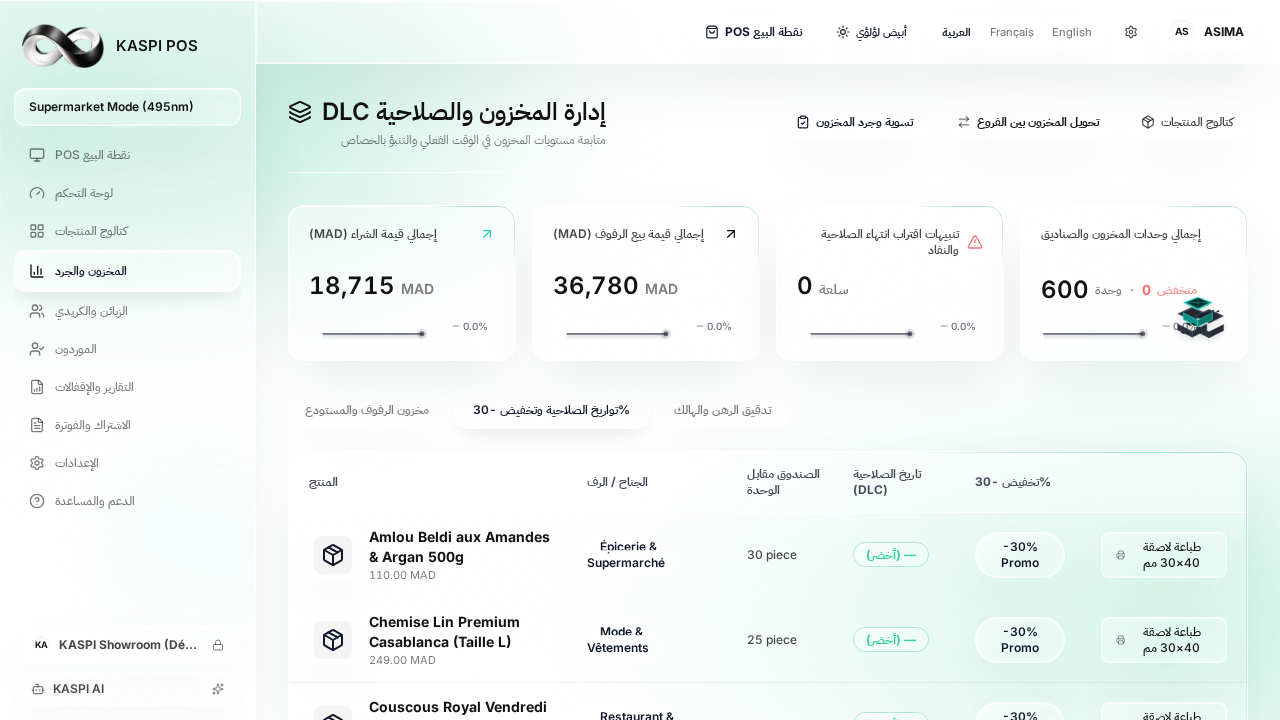 KASPI POS
Supermarket Mode (495nm)
نقطة البيع POS
لوحة التحكم
كتالوج المنتجات
المخزون والجرد
الزبائن والكريدي
الموردون
التقارير والإقفالات
الاشتراك والفوترة
الإعدادات
الدعم والمساعدة
KA KASPI Showroom (Dé...
KASPI AI
نقطة البيع POS
أبيض لؤلؤي
العربية
Français
English
AS ASIMA
إدارة المخزون والصلاحية DLC
متابعة مستويات المخزون في الوقت الفعلي والتنبؤ بالخصاص
تسوية وجرد المخزون
تحويل المخزون بين الفروع
كتالوج المنتجات
إجمالي قيمة الشراء (MAD)
18,715 MAD
— 0.0%
إجمالي قيمة بيع الرفوف (MAD)
36,780 MAD
— 0.0%
تنبيهات اقتراب انتهاء الصلاحية
والنفاد
0 سلعة
— 0.0%
إجمالي وحدات المخزون والصناديق
600 وحدة · 0 منخفض
مخزون الرفوف والمستودع
تواريخ الصلاحية وتخفيض -30%
تدقيق الرهن والهالك
المنتج
الجناح / الرف
الصندوق مقابل
الوحدة
تاريخ الصلاحية
(DLC)
تخفيض -30%
Amlou Beldi aux Amandes
& Argan 500g
110.00 MAD
Épicerie &
Supermarché
30 piece
— (أخضر)
-30%
Promo
طباعة لاصقة
40×30 مم
Chemise Lin Premium
Casablanca (Taille L)
249.00 MAD
Mode &
Vêtements
25 piece
— (أخضر)
-30%
Promo
طباعة لاصقة
40×30 مم
Couscous Royal Vendredi
Restaurant &
-30%
طباعة لاصقة